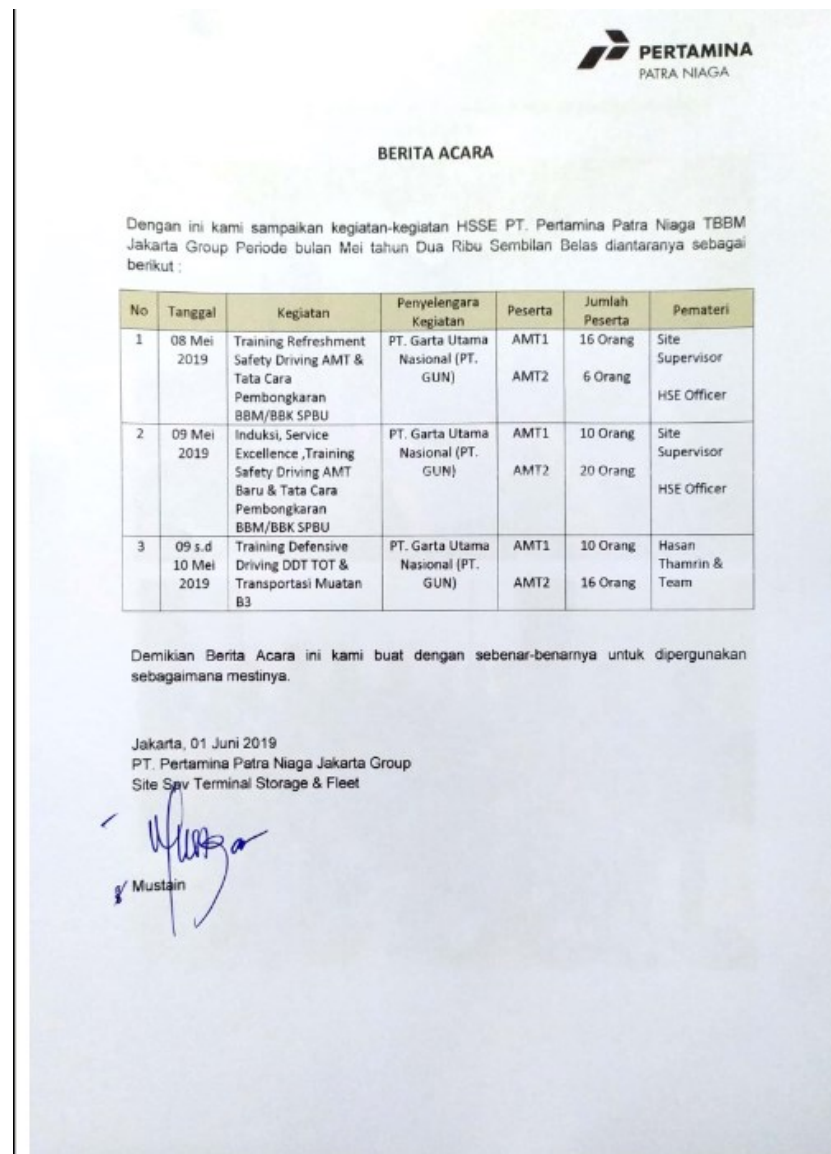 PERTAMINA
PATRA NIAGA
BERITA ACARA
Dengan ini kami sampaikan kegiatan-kegiatan HSSE PT. Pertamina Patra Niaga TBBM
Jakarta Group Periode bulan Mei tahun Dua Ribu Sembilan Belas diantaranya sebagai
berikut :
No Tanggal Kegiatan Penyelengara Kegiatan Peserta Jumlah Peserta Pemateri
1 08 Mei PT. Garta Utama AMT1 16 Orang Site
2019 Training Refreshment Nasional (PT. Supervisor
Safety Driving AMT & GUN) AMT2 6 Orang
Tata Cara
Pembongkaran HSE Officer
BBM/BBK SPBU
2 09 Mei Induksi, Service PT. Garta Utama AMT1 10 Orang Site
2019 Excellence ,Training Nasional (PT. Supervisor
Safety Driving AMT GUN) AMT2 20 Orang
Baru & Tata Cara HSE Officer
Pembongkaran
BBM/BBK SPBU
3 09 s.d Training Defensive PT. Garta Utama AMT1 10 Orang Hasan
10 Mei Driving DDT TOT & Nasional (PT. Thamrin &
2019 Transportasi Muatan GUN) AMT2 16 Orang Team
B3
Demikian Berita Acara ini kami buat dengan sebenar-benarnya untuk dipergunakan
sebagaimana mestinya.
Jakarta, 01 Juni 2019
PT. Pertamina Patra Niaga Jakarta Group
Site Spv Terminal Storage & Fleet
Mustain